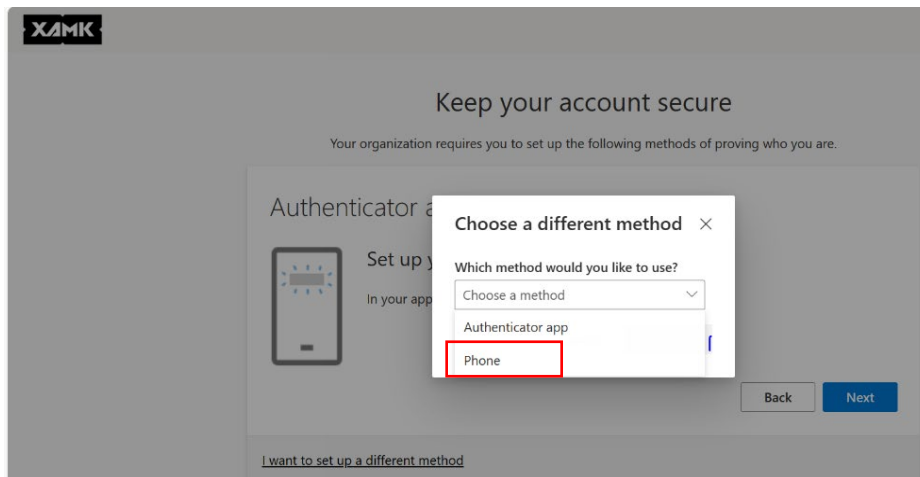 XAMK
Keep your account secure
Your organization requires you to set up the following methods of proving who you are.
Authenticator
Set up
In your app
Choose a different method
Which method would you like to use?
Choose a method
Authenticator app
Phone
Back
Next
I want to set up a different method